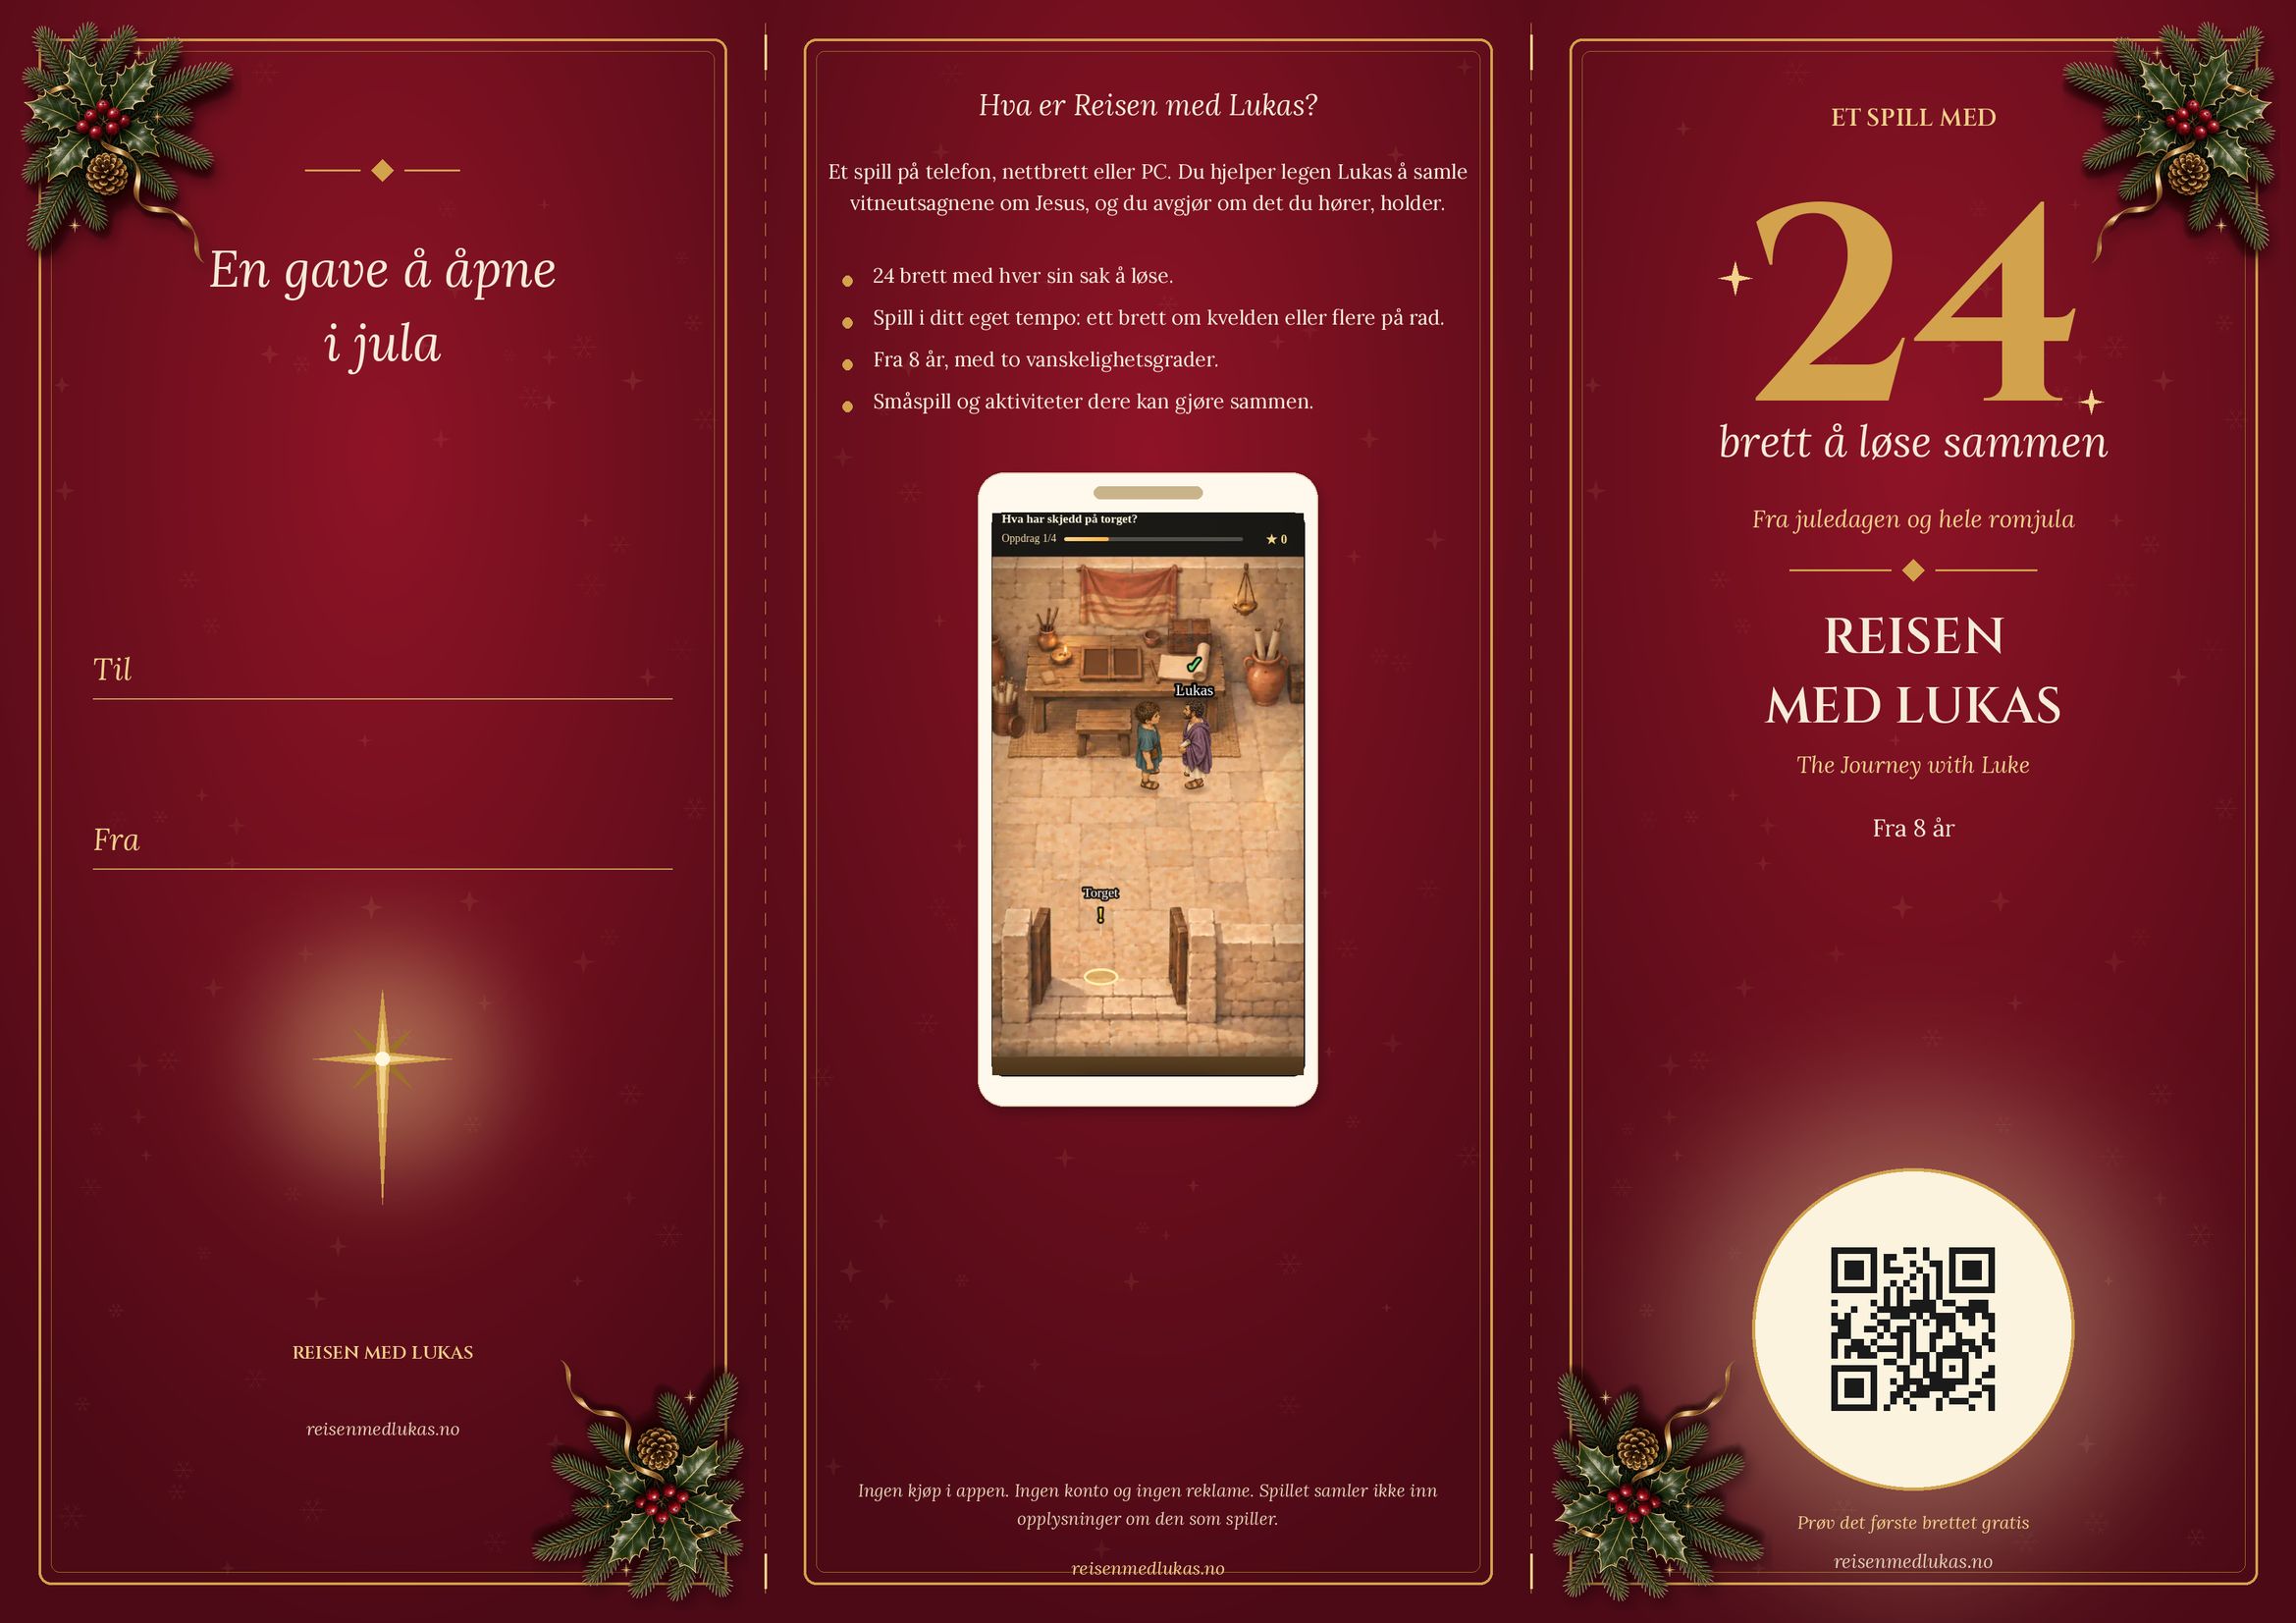 En gave å åpne
i jula
Til
Fra
REISEN MED LUKAS
reisenmedlukas.no
Hva er Reisen med Lukas?
Et spill på telefon, nettbrett eller PC. Du hjelper legen Lukas å samle
vitneutsagnene om Jesus, og du avgjør om det du hører, holder.
24 brett med hver sin sak å løse.
Spill i ditt eget tempo: ett brett om kvelden eller flere på rad.
Fra 8 år, med to vanskelighetsgrader.
Småspill og aktiviteter dere kan gjøre sammen.
Hva har skjedd på torget?
Oppdrag 1/4 ★ 0
Lukas
Torget
!
Ingen kjøp i appen. Ingen konto og ingen reklame. Spillet samler ikke inn
opplysninger om den som spiller.
reisenmedlukas.no
ET SPILL MED
24
brett å løse sammen
Fra juledagen og hele romjula
REISEN
MED LUKAS
The Journey with Luke
Fra 8 år
Prøv det første brettet gratis
reisenmedlukas.no